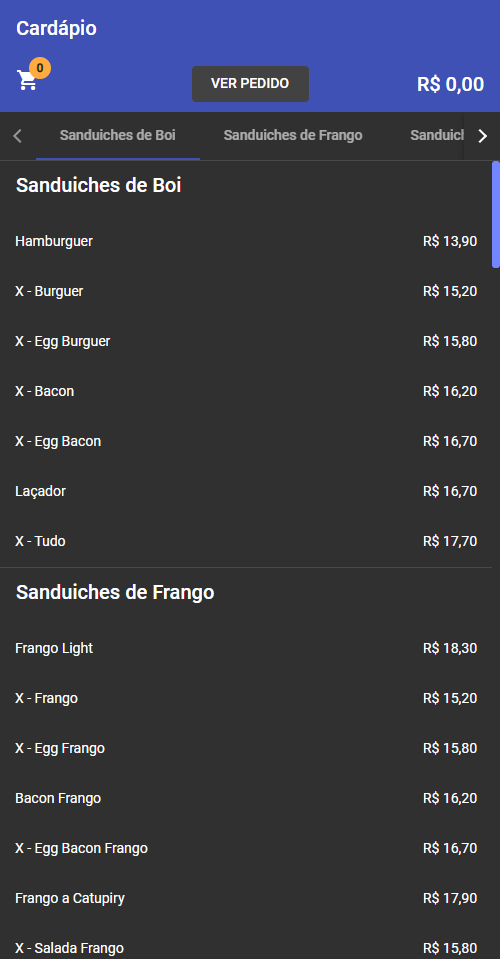 Cardápio
0
VER PEDIDO
R$ 0,00
Sanduiches de Boi Sanduiches de Frango Sanduich
Sanduiches de Boi
Hamburguer R$ 13,90
X - Burguer R$ 15,20
X - Egg Burguer R$ 15,80
X - Bacon R$ 16,20
X - Egg Bacon R$ 16,70
Laçador R$ 16,70
X - Tudo R$ 17,70
Sanduiches de Frango
Frango Light R$ 18,30
X - Frango R$ 15,20
X - Egg Frango R$ 15,80
Bacon Frango R$ 16,20
X - Egg Bacon Frango R$ 16,70
Frango a Catupiry R$ 17,90
X - Salada Frango R$ 15,80